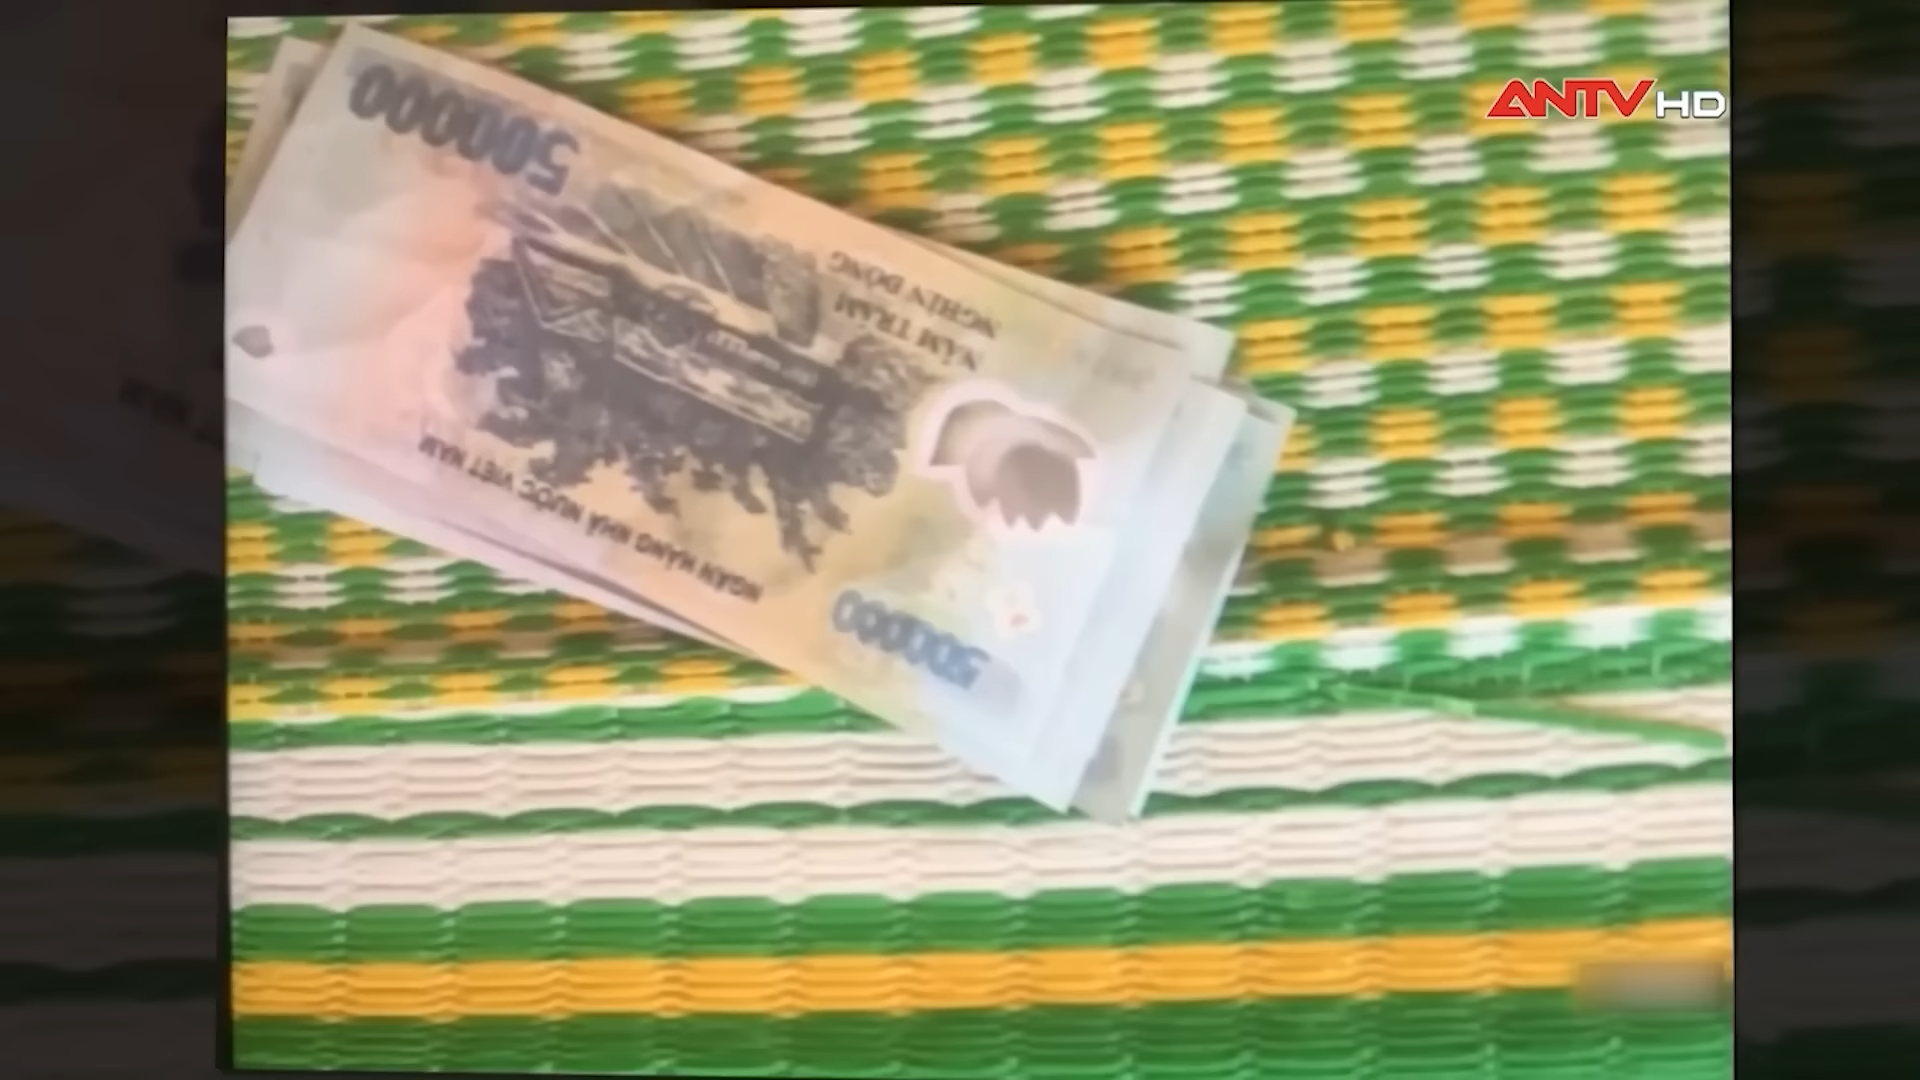 ANTV HD
NGÂN HÀNG NHÀ NƯỚC VIỆT NAM
500000
NĂM TRĂM
NGHÌN ĐỒNG
500000